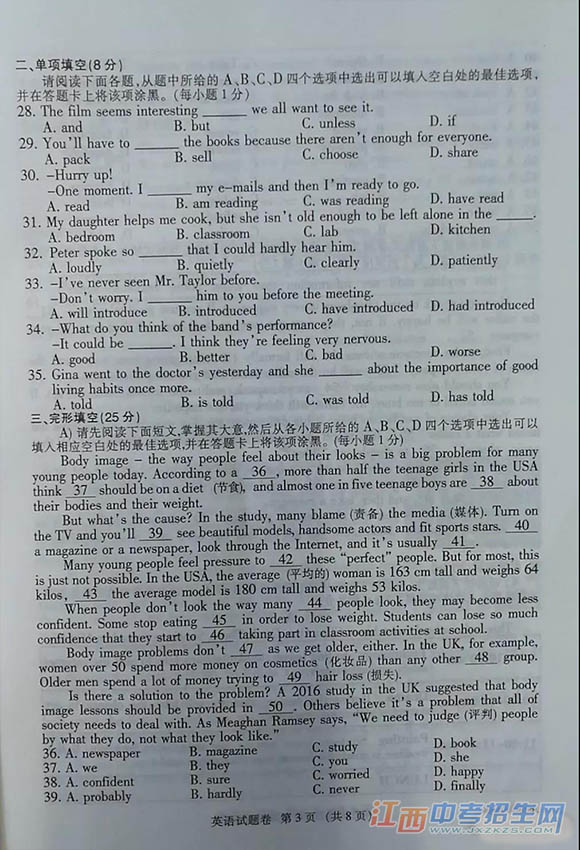 二、单项填空(8分)
请阅读下面各题,从题中所给的A、B、C、D四个选项中选出可以填入空白处的最佳选项,
并在答题卡上将该项涂黑。(每小题1分)
28. The film seems interesting ______ we all want to see it.
A. and B. but C. unless D. if
29. You'll have to ______ the books because there aren't enough for everyone.
A. pack B. sell C. choose D. share
30. –Hurry up!
–One moment. I ______ my e-mails and then I'm ready to go.
A. read B. am reading C. was reading D. have read
31. My daughter helps me cook, but she isn't old enough to be left alone in the _____.
A. bedroom B. classroom C. lab D. kitchen
32. Peter spoke so ______ that I could hardly hear him.
A. loudly B. quietly C. clearly D. patiently
33. –I've never seen Mr. Taylor before.
–Don't worry. I ______ him to you before the meeting.
A. will introduce B. introduced C. have introduced D. had introduced
34. –What do you think of the band's performance?
–It could be ______. I think they're feeling very nervous.
A. good B. better C. bad D. worse
35. Gina went to the doctor's yesterday and she ______ about the importance of good
living habits once more.
A. told B. is told C. was told D. has told
三、完形填空(25分)
A) 请先阅读下面短文,掌握其大意,然后从各小题所给的A、B、C、D四个选项中选出可以
填入相应空白处的最佳选项,并在答题卡上将该项涂黑。(每小题1分)
Body image – the way people feel about their looks – is a big problem for many
young people today. According to a 36 , more than half the teenage girls in the USA
think 37 should be on a diet (节食), and almost one in five teenage boys are 38 about
their bodies and their weight.
But what's the cause? In the study, many blame (责备) the media (媒体). Turn on
the TV and you'll 39 see beautiful models, handsome actors and fit sports stars. 40
a magazine or a newspaper, look through the Internet, and it's usually 41 .
Many young people feel pressure to 42 these “perfect” people. But for most, this
is just not possible. In the USA, the average (平均的) woman is 163 cm tall and weighs 64
kilos, 43 the average model is 180 cm tall and weighs 53 kilos.
When people don't look the way many 44 people look, they may become less
confident. Some stop eating 45 in order to lose weight. Students can lose so much
confidence that they start to 46 taking part in classroom activities at school.
Body image problems don't 47 as we get older, either. In the UK, for example,
women over 50 spend more money on cosmetics (化妆品) than any other 48 group.
Older men spend a lot of money trying to 49 hair loss (损失).
Is there a solution to the problem? A 2016 study in the UK suggested that body
image lessons should be provided in 50 . Others believe it's a problem that all of
society needs to deal with. As Meaghan Ramsey says, “We need to judge (评判) people
by what they do, not what they look like.”
36. A. newspaper B. magazine C. study D. book
37. A. we B. they C. you D. she
38. A. confident B. sure C. worried D. happy
39. A. probably B. hardly C. never D. finally
英语试题卷 第3页 (共8页)
江西中考招生网
www.jxzkzs.com